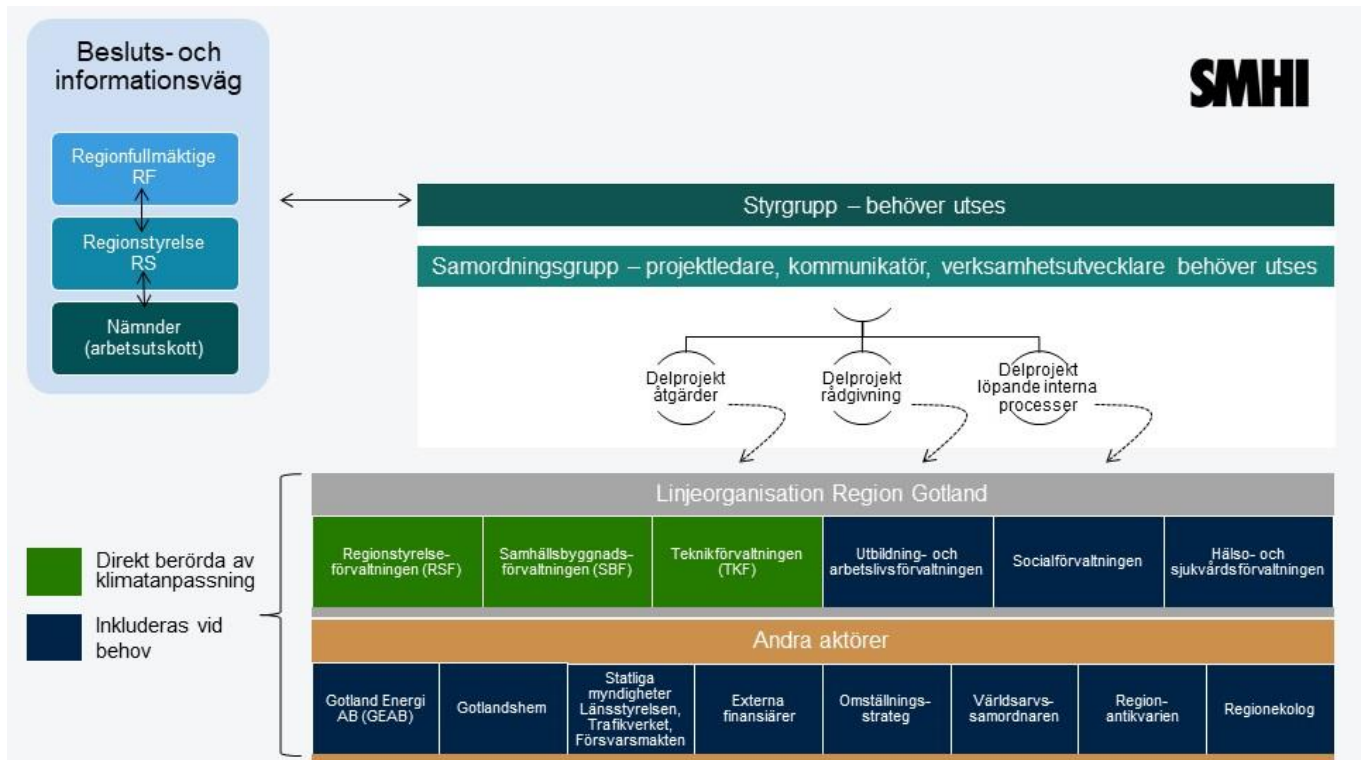 Besluts- och
informationsväg
SMHI
Regionfullmäktige
RF
Regionstyrelse
RS
Nämnder
(arbetsutskott)
Styrgrupp – behöver utses
Samordningsgrupp – projektledare, kommunikatör, verksamhetsutvecklare behöver utses
Delprojekt
åtgärder
Delprojekt
rådgivning
Delprojekt
löpande interna
processer
Linjeorganisation Region Gotland
Direkt berörda av
klimatanpassning
Inkluderas vid
behov
Regionstyrelse-
förvaltningen (RSF)
Samhällsbyggnads-
förvaltningen (SBF)
Teknikförvaltningen
(TKF)
Utbildning- och
arbetslivsförvaltningen
Socialförvaltningen
Hälso- och
sjukvårdsförvaltningen
Andra aktörer
Gotland Energi
AB (GEAB)
Gotlandshem
Statliga
myndigheter
Länsstyrelsen,
Trafikverket,
Försvarsmakten
Externa
finansiärer
Omställnings-
strateg
Världsarvs-
samordnaren
Region-
antikvarien
Regionekolog